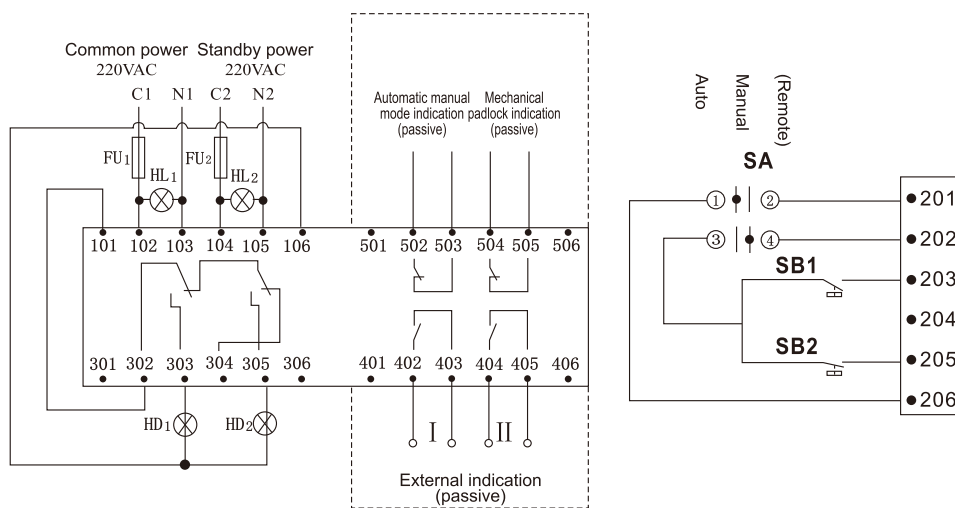 Common power Standby power
220VAC 220VAC
C1 N1 C2 N2
FU1 FU2
HL1 HL2
Automatic manual
mode indication
(passive)
Mechanical
padlock indication
(passive)
101 102 103 104 105 106
501 502 503 504 505 506
301 302 303 304 305 306
401 402 403 404 405 406
HD1 HD2
I II
External indication
(passive)
Auto
Manual
(Remote)
SA
1 2
3 4
SB1
SB2
201
202
203
204
205
206